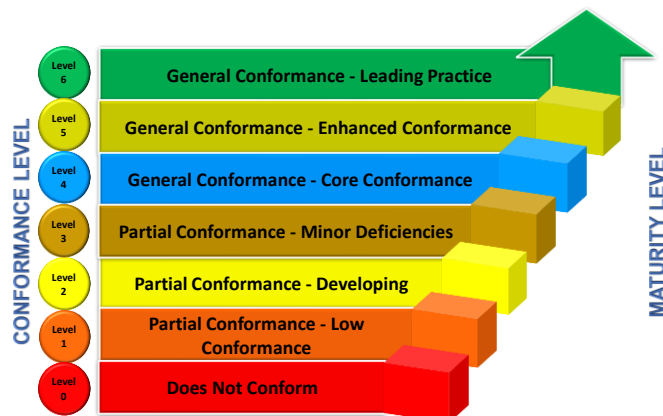 CONFORMANCE LEVEL
Level
6
General Conformance - Leading Practice
Level
5
General Conformance - Enhanced Conformance
Level
4
General Conformance - Core Conformance
Level
3
Partial Conformance - Minor Deficiencies
Level
2
Partial Conformance - Developing
Level
1
Partial Conformance - Low
Conformance
Level
0
Does Not Conform
MATURITY LEVEL